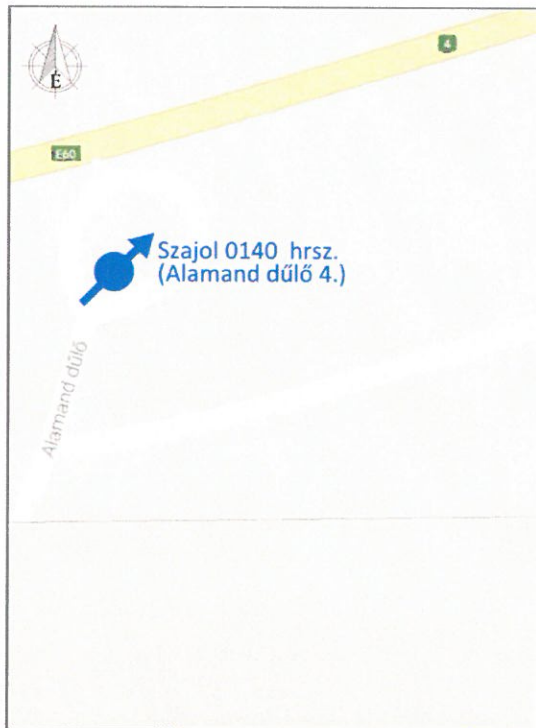 É
4
E60
Szajol 0140 hrsz.
(Alamand dűlő 4.)
Alamand dűlő